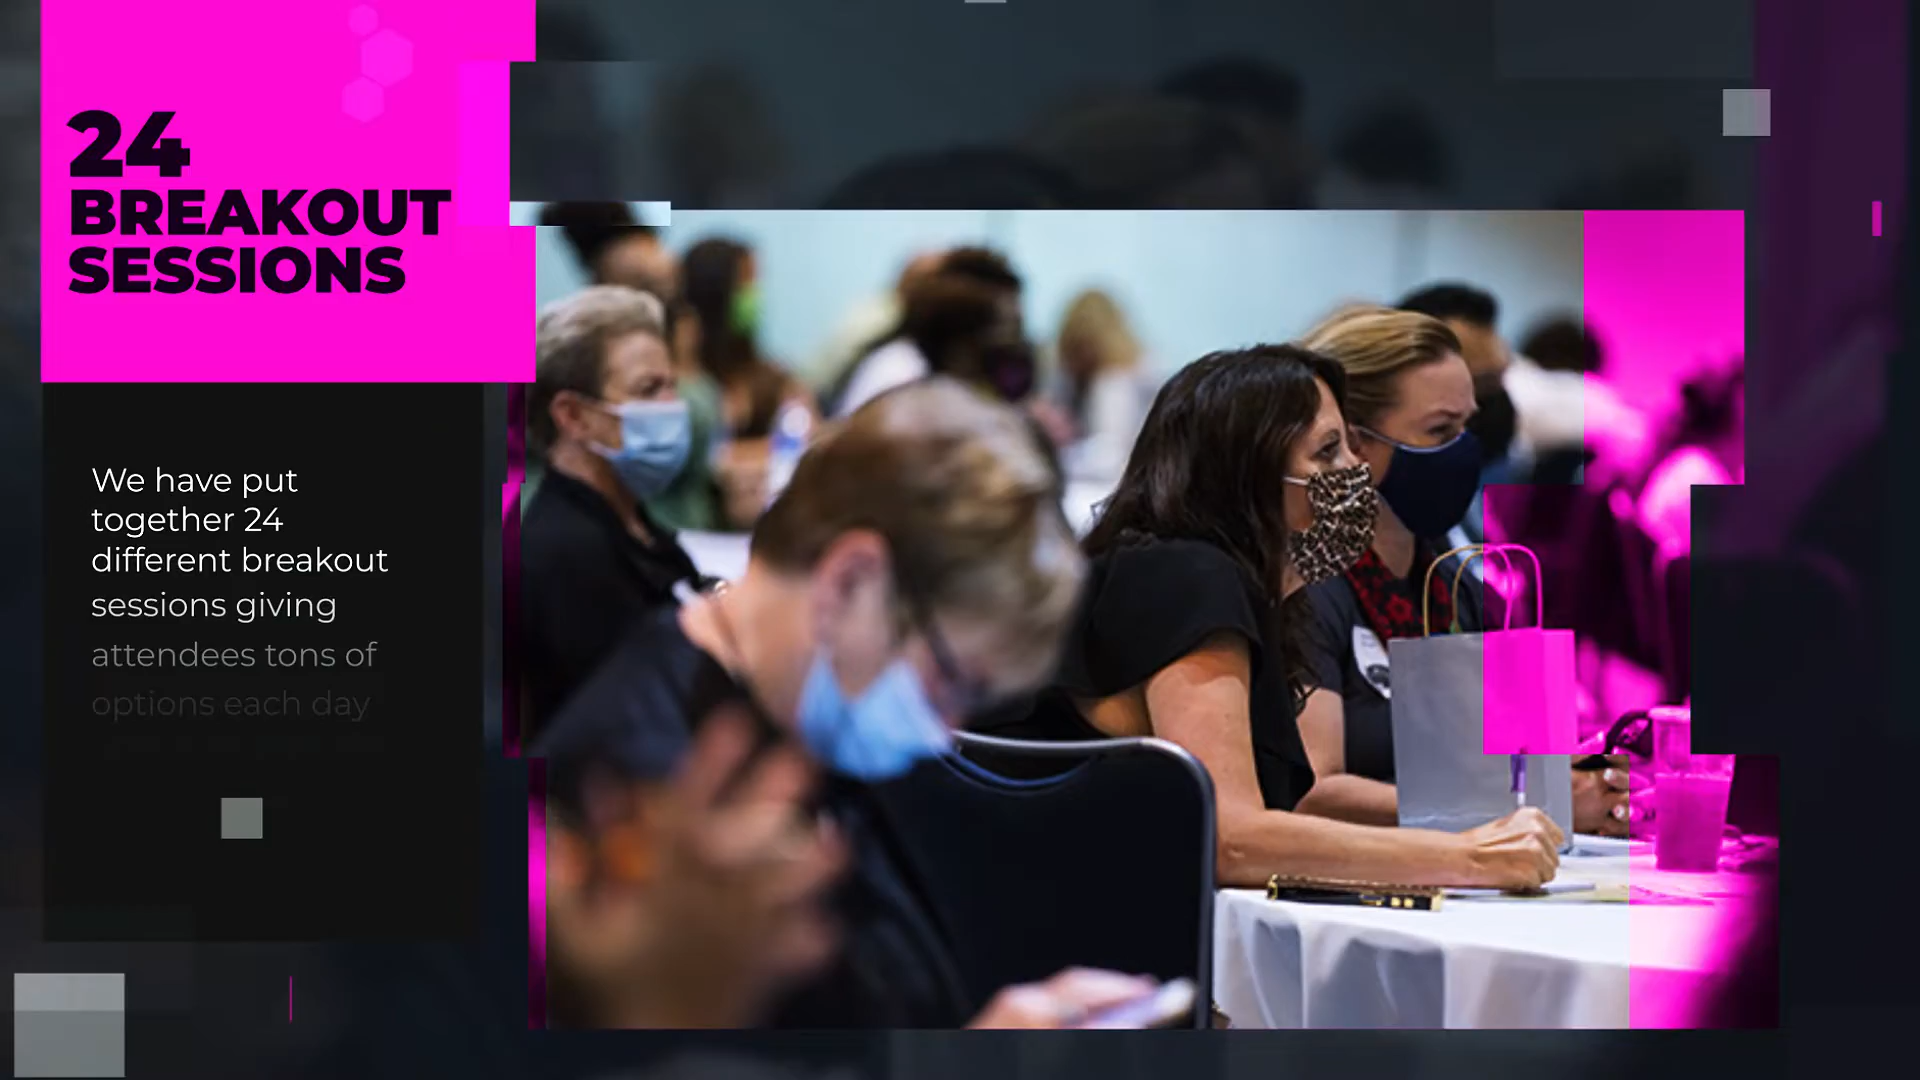 24
BREAKOUT
SESSIONS
We have put
together 24
different breakout
sessions giving
attendees tons of
options each day